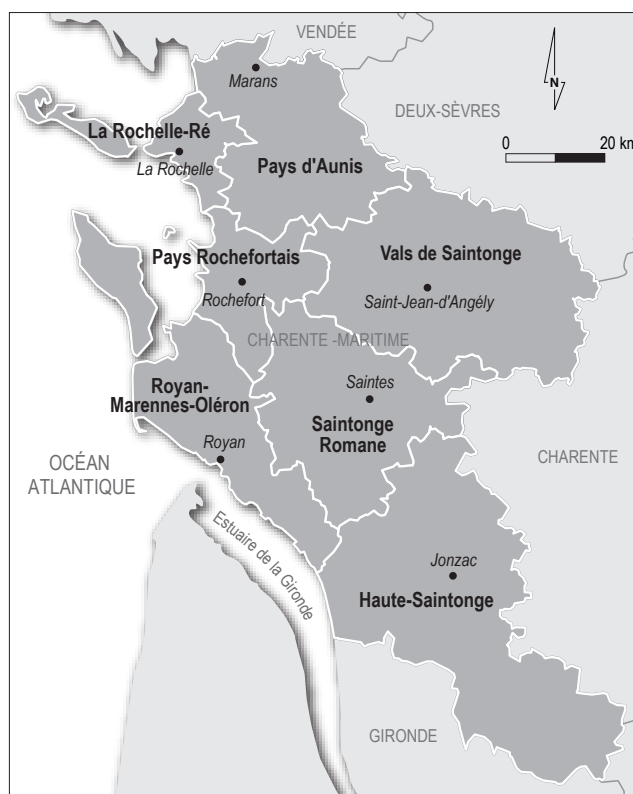 VENDÉE
Marans
N
DEUX-SÈVRES
La Rochelle-Ré
0 20 km
La Rochelle
Pays d'Aunis
Pays Rochefortais
Vals de Saintonge
Rochefort
Saint-Jean-d'Angély
CHARENTE -MARITIME
Royan-
Marennes-Oléron
Saintes
Saintonge
Romane
Royan
OCÉAN
ATLANTIQUE
CHARENTE
Estuaire de la Gironde
Jonzac
Haute-Saintonge
GIRONDE